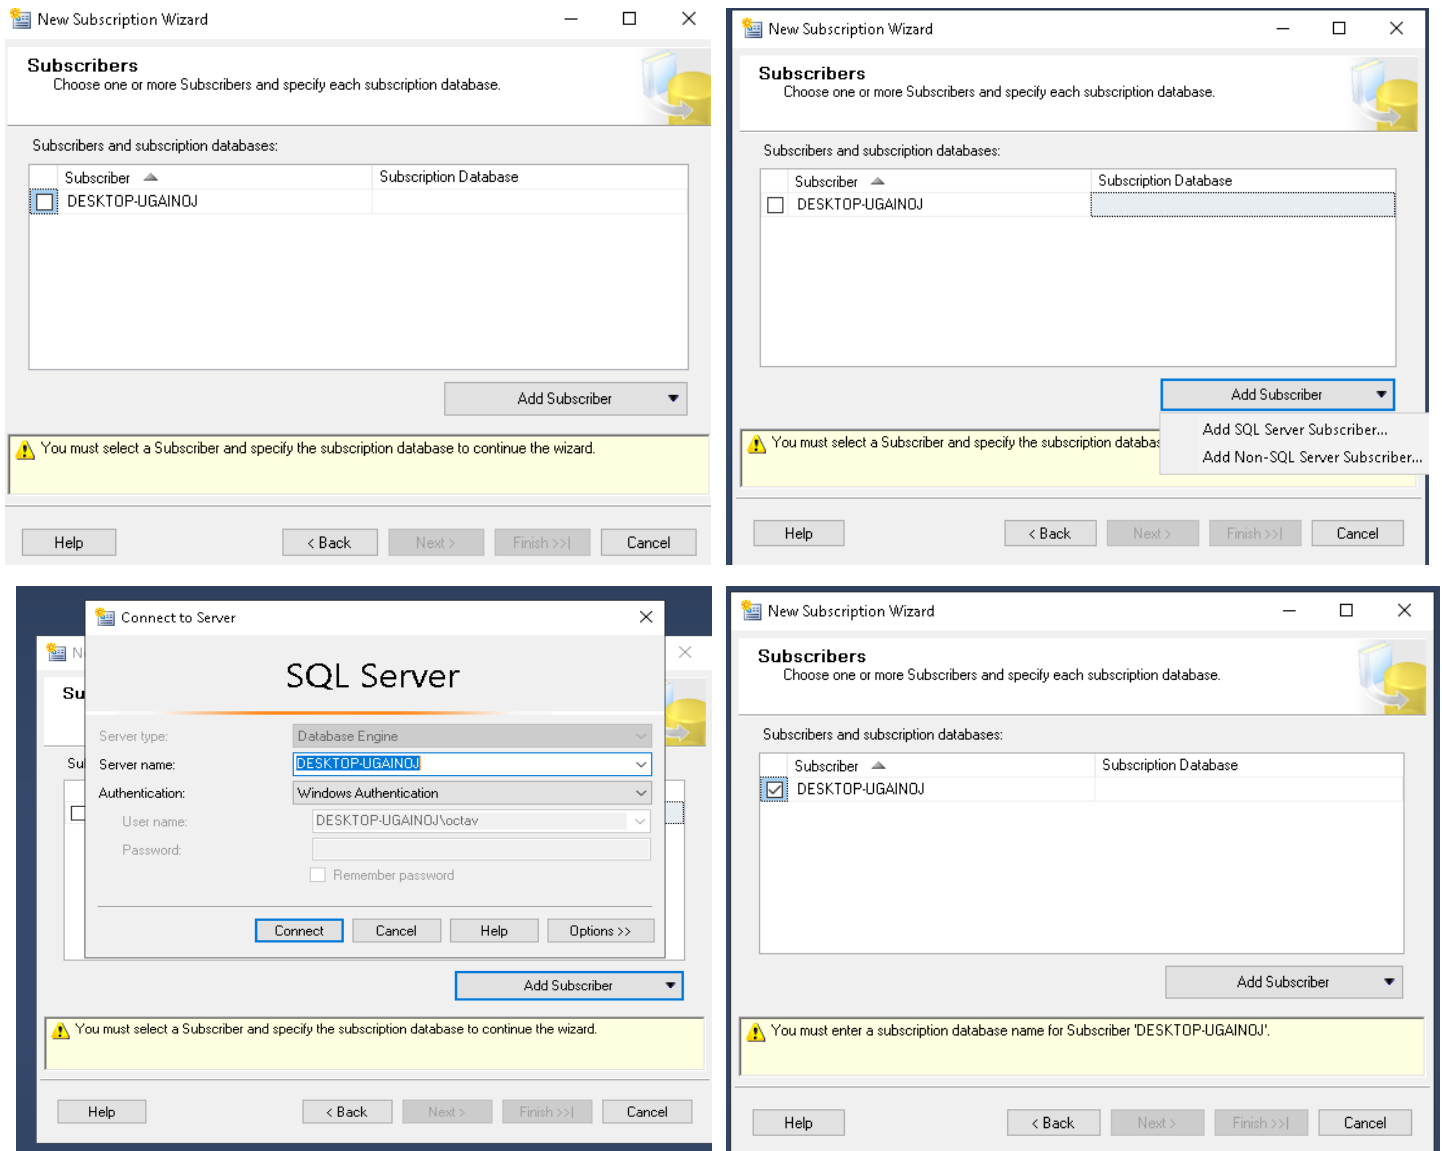 New Subscription Wizard
Subscribers
Choose one or more Subscribers and specify each subscription database.
Subscribers and subscription databases:
Subscriber Subscription Database
DESKTOP-UGAINOJ
Add Subscriber
You must select a Subscriber and specify the subscription database to continue the wizard.
Help < Back Next > Finish >>| Cancel
New Subscription Wizard
Subscribers
Choose one or more Subscribers and specify each subscription database.
Subscribers and subscription databases:
Subscriber Subscription Database
DESKTOP-UGAINOJ
Add Subscriber
Add SQL Server Subscriber...
Add Non-SQL Server Subscriber...
You must select a Subscriber and specify the subscription databas
Help < Back Next > Finish >>| Cancel
Connect to Server
N
SQL Server
Su
Server type: Database Engine
Su Server name: DESKTOP-UGAINOJ
Authentication: Windows Authentication
User name: DESKTOP-UGAINOJ\octav
Password:
Remember password
Connect Cancel Help Options >>
Add Subscriber
You must select a Subscriber and specify the subscription database to continue the wizard.
Help < Back Next > Finish >>| Cancel
New Subscription Wizard
Subscribers
Choose one or more Subscribers and specify each subscription database.
Subscribers and subscription databases:
Subscriber Subscription Database
DESKTOP-UGAINOJ
Add Subscriber
You must enter a subscription database name for Subscriber 'DESKTOP-UGAINOJ'.
Help < Back Next > Finish >>| Cancel